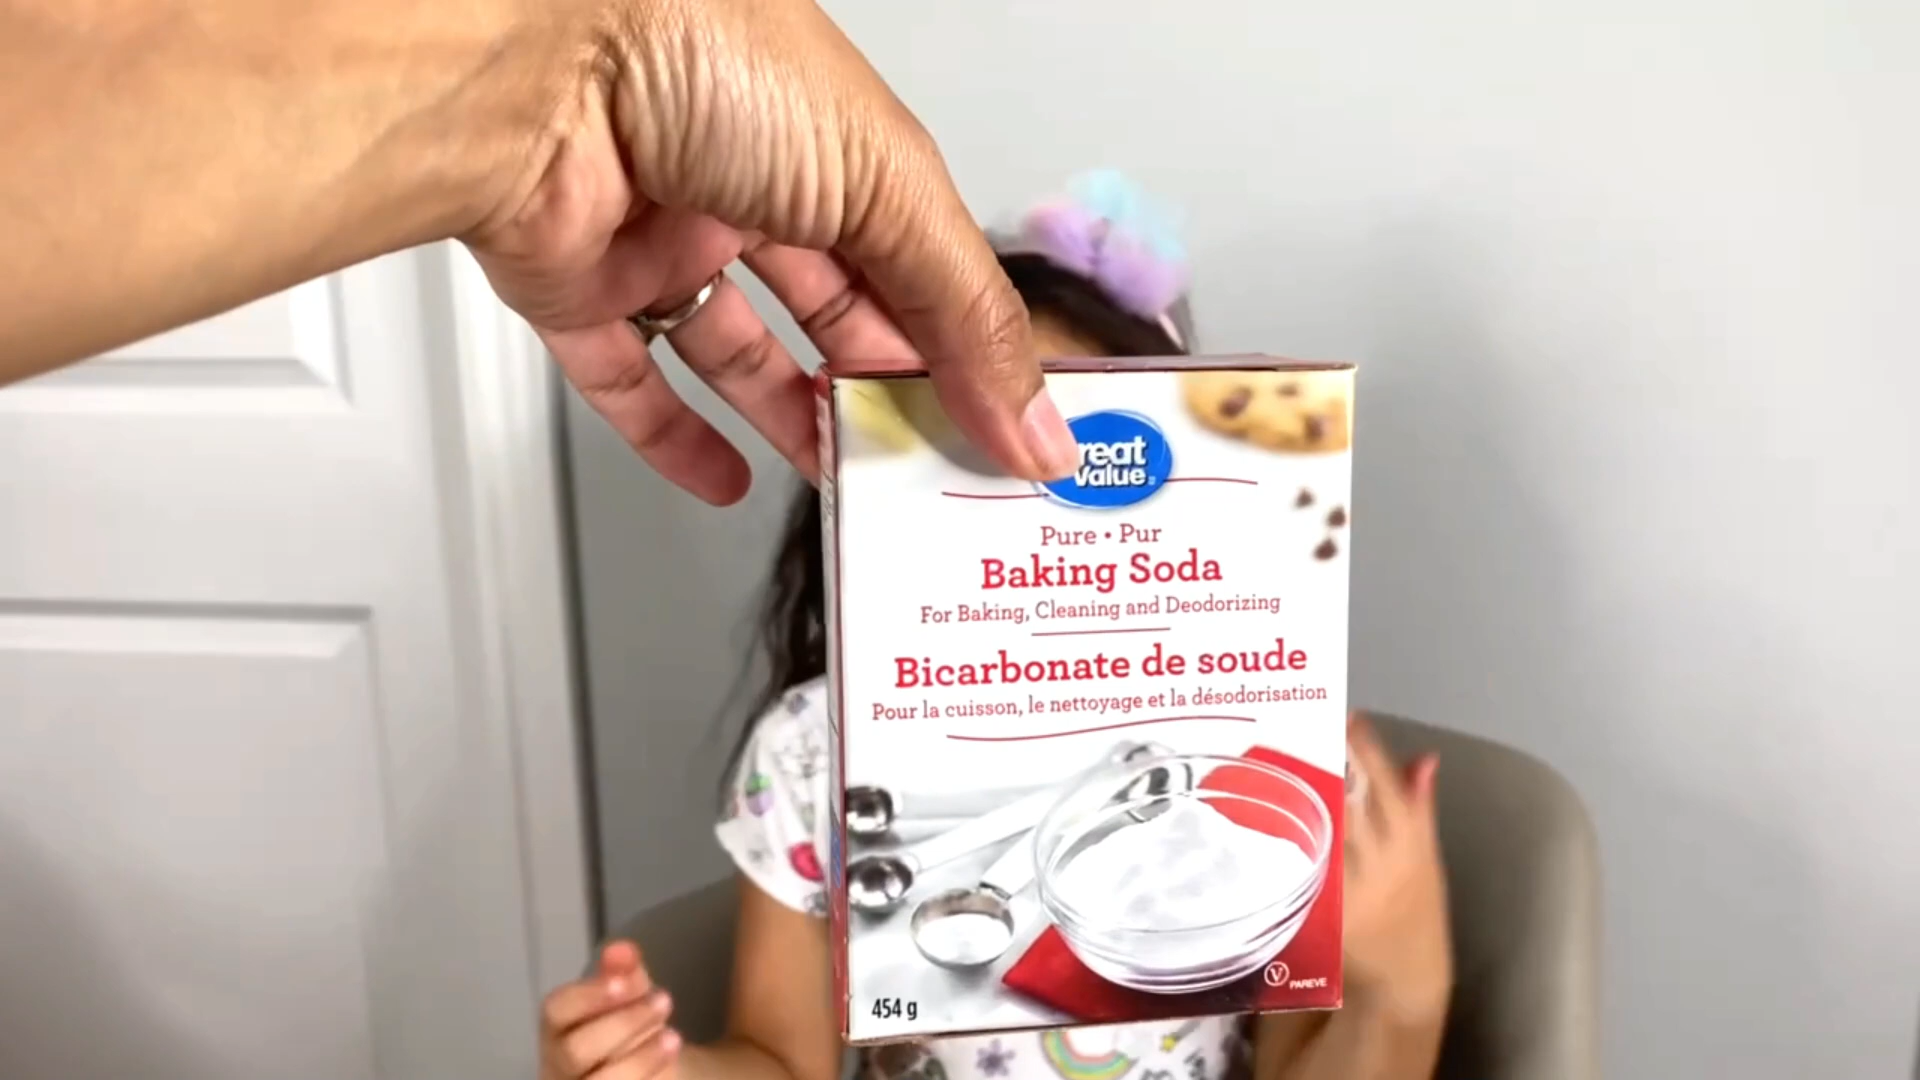 reat
Value
Pure • Pur
Baking Soda
For Baking, Cleaning and Deodorizing
Bicarbonate de soude
Pour la cuisson, le nettoyage et la désodorisation
V
PAREVE
454 g